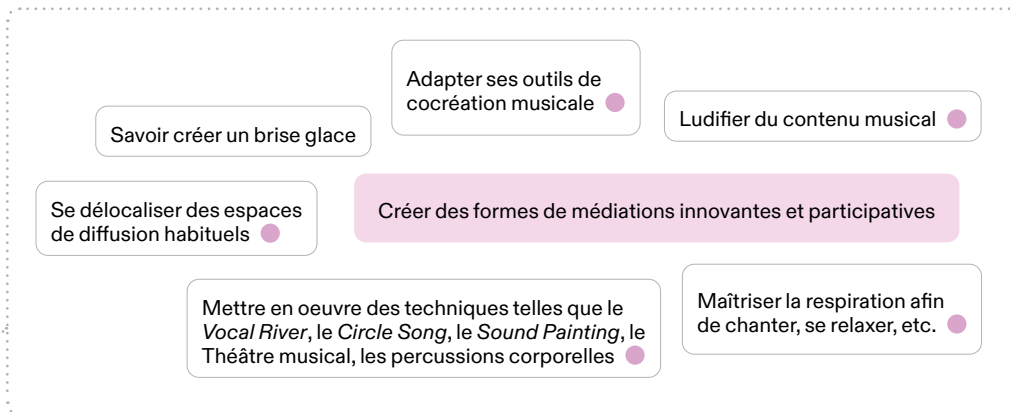 Adapter ses outils de
cocréation musicale
Ludifier du contenu musical
Savoir créer un brise glace
Se délocaliser des espaces
de diffusion habituels
Créer des formes de médiations innovantes et participatives
Mettre en oeuvre des techniques telles que le
Vocal River, le Circle Song, le Sound Painting, le
Théâtre musical, les percussions corporelles
Maîtriser la respiration afin
de chanter, se relaxer, etc.